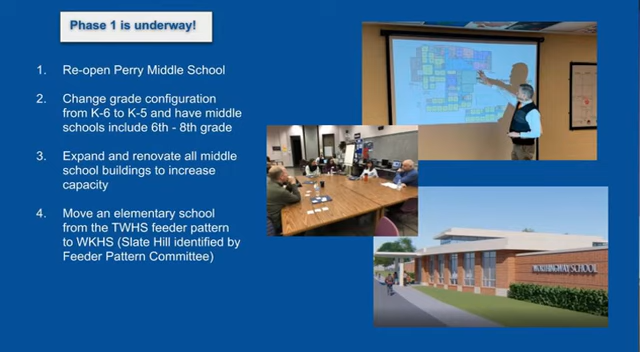 Phase 1 is underway!
1. Re-open Perry Middle School
2. Change grade configuration
from K-6 to K-5 and have middle
schools include 6th - 8th grade
3. Expand and renovate all middle
school buildings to increase
capacity
4. Move an elementary school
from the TWHS feeder pattern
to WKHS (Slate Hill identified by
Feeder Pattern Committee)
WORTHINGWAY SCHOOL